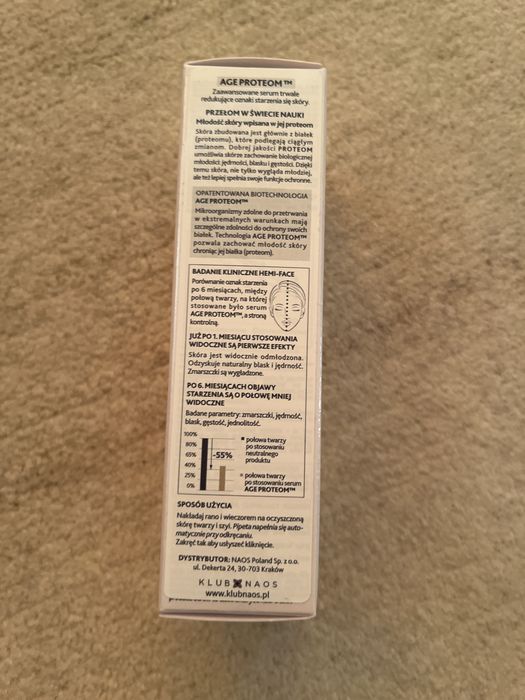 AGE PROTEOM™
Zaawansowane serum trwale
redukujące oznaki starzenia się skóry.
PRZEŁOM W ŚWIECIE NAUKI
Młodość skóry wpisana w jej proteom
Skóra zbudowana jest głównie z białek
(proteomu), które podlegają ciągłym
zmianom. Dobrej jakości PROTEOM
umożliwia skórze zachowanie biologicznej
młodości: jędrności, blasku i gęstości. Dzięki
temu skóra, nie tylko wygląda młodziej,
ale też lepiej spełnia swoje funkcje ochronne.
OPATENTOWANA BIOTECHNOLOGIA
AGE PROTEOM™
Mikroorganizmy zdolne do przetrwania
w ekstremalnych warunkach mają
szczególne zdolności do ochrony swoich
białek. Technologia AGE PROTEOM™
pozwala zachować młodość skóry
chroniąc jej białka (proteom).
BADANIE KLINICZNE HEMI-FACE
Porównanie oznak starzenia
po 6 miesiącach, między
połową twarzy, na której
stosowane było serum
AGE PROTEOM™, a stroną
kontrolną.
JUŻ PO 1. MIESIĄCU STOSOWANIA
WIDOCZNE SĄ PIERWSZE EFEKTY
Skóra jest widocznie odmłodzona.
Odzyskuje naturalny blask i jędrność.
Zmarszczki są wygładzone.
PO 6. MIESIĄCACH OBJAWY
STARZENIA SĄ O POŁOWĘ MNIEJ
WIDOCZNE
Badane parametry: zmarszczki, jędrność,
blask, gęstość, jednolitość.
100%
80%
65%
40%
25%
0%
-55%
połowa twarzy
po stosowaniu
neutralnego
produktu
połowa twarzy
po stosowaniu serum
AGE PROTEOM™
SPOSÓB UŻYCIA
Nakładaj rano i wieczorem na oczyszczoną
skórę twarzy i szyi. Pipeta napełnia się auto-
matycznie przy odkręcaniu.
Zakręć tak aby usłyszeć kliknięcie.
DYSTRYBUTOR: NAOS Poland Sp. z o.o.
ul. Dekerta 24, 30-703 Kraków
KLUB NAOS
www.klubnaos.pl